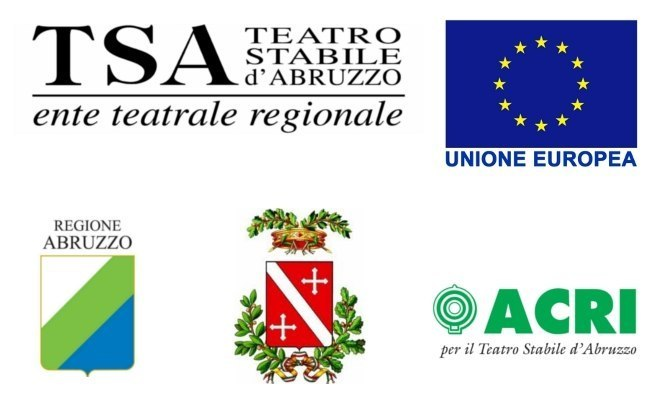 TSA
TEATRO
STABILE
d'ABRUZZO
ente teatrale regionale
UNIONE EUROPEA
REGIONE
ABRUZZO
ACRI
per il Teatro Stabile d'Abruzzo